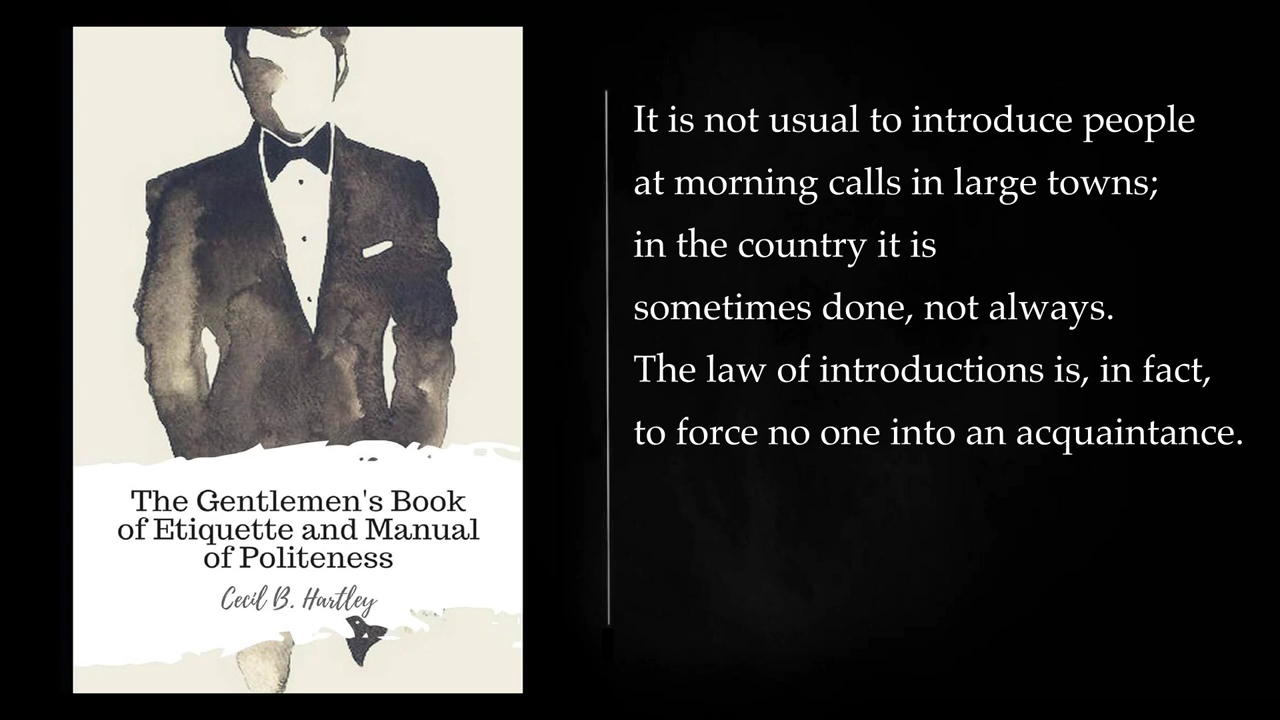 The Gentlemen's Book
of Etiquette and Manual
of Politeness
Cecil B. Hartley
It is not usual to introduce people
at morning calls in large towns;
in the country it is
sometimes done, not always.
The law of introductions is, in fact,
to force no one into an acquaintance.